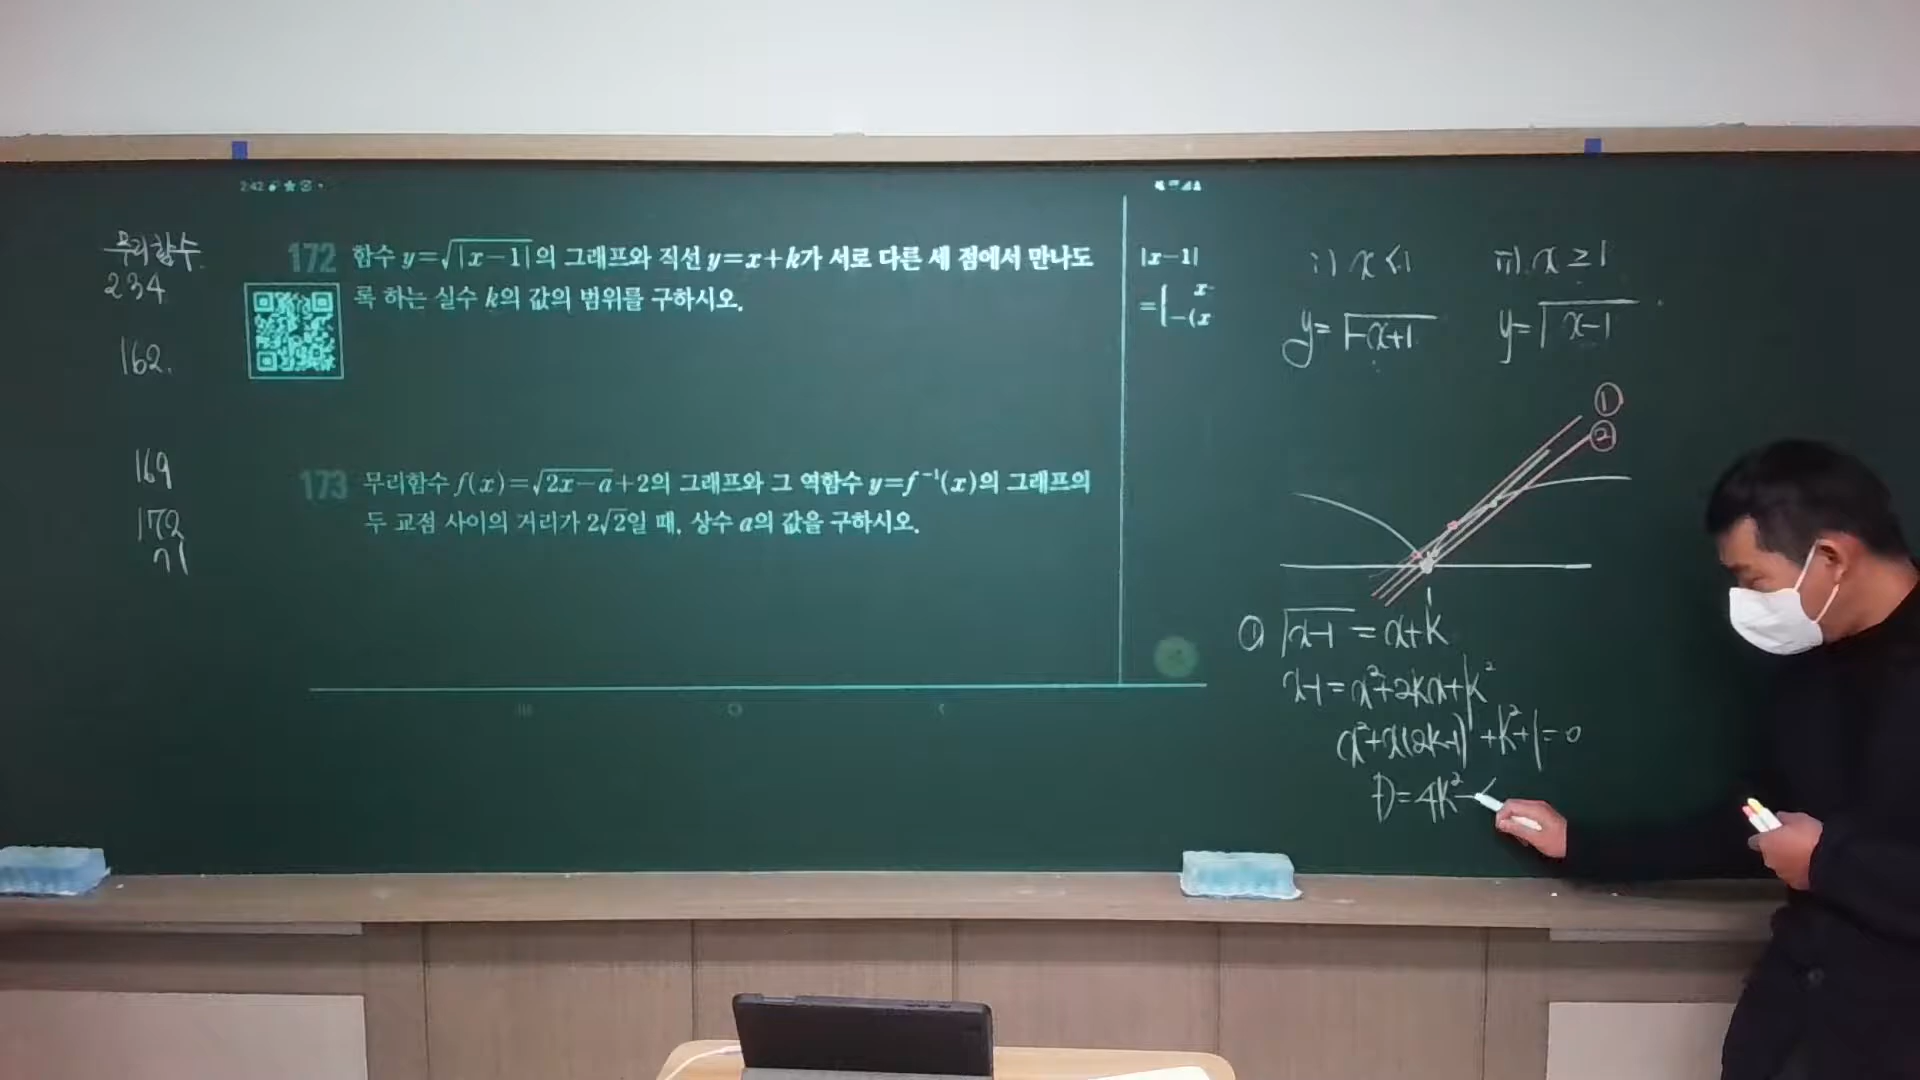 2:42
무리함수
234
162.
169
172
71
172 함수 y=√|x-1|의 그래프와 직선 y=x+k가 서로 다른 세 점에서 만나도
록 하는 실수 k의 값의 범위를 구하시오.
173 무리함수 f(x)=√2x-a+2의 그래프와 그 역함수 y=f⁻¹(x)의 그래프의
두 교점 사이의 거리가 2√2일 때, 상수 a의 값을 구하시오.
|x-1|
={ x-
-(x
i) x<1
ii) x≥1
y=√-x+1
y=√x-1
①
②
1
① √x-1 = x+k
x-1=x²+2kx+k²
x²+x(2k-1)+k²+1=0
D=4k²-